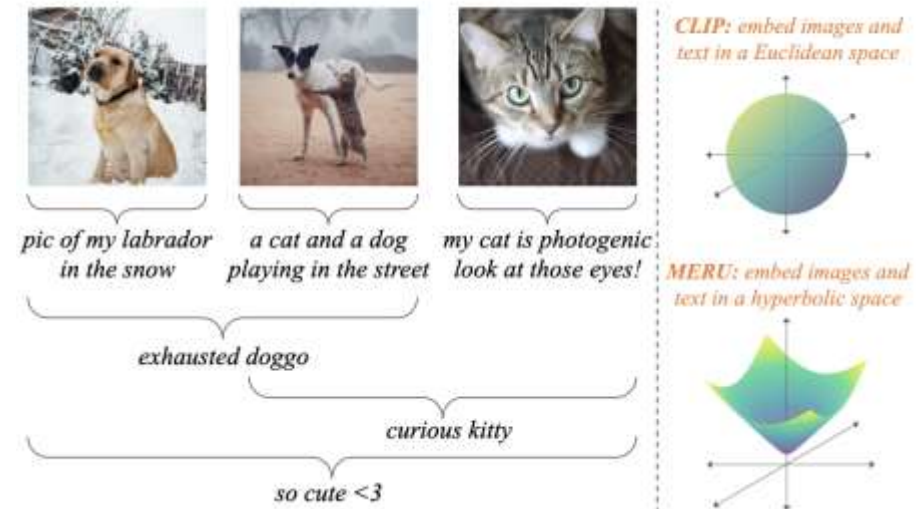 pic of my labrador
in the snow
a cat and a dog
playing in the street
my cat is photogenic
look at those eyes!
exhausted doggo
curious kitty
so cute <3
CLIP: embed images and
text in a Euclidean space
MERU: embed images and
text in a hyperbolic space